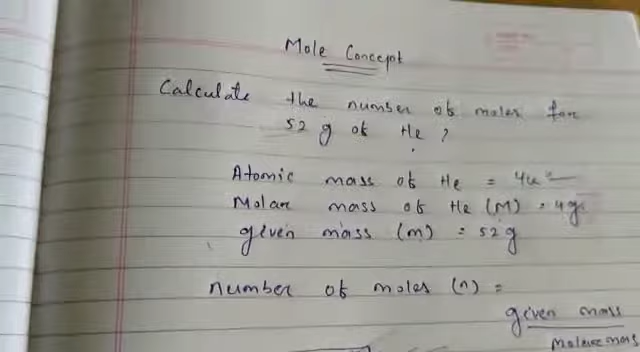 Mole Concept
Calculate the number of moles for
52 g of He ?
Atomic mass of He = 4u
Molar mass of He (M) = 4g
given mass (m) = 52g
number of moles (n) =
given mass
Molar mass